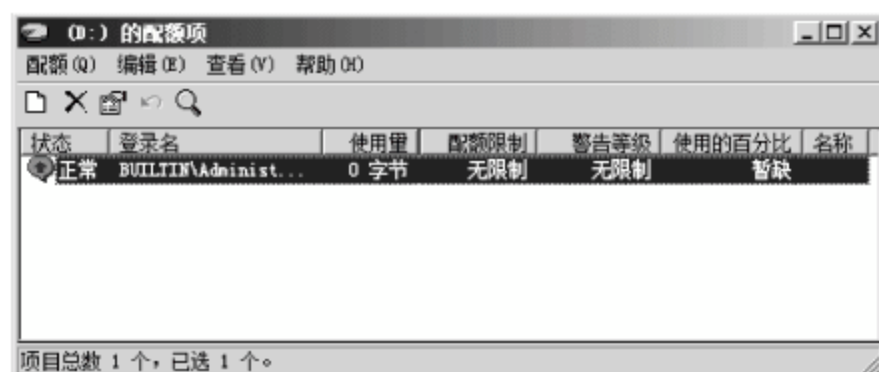 (D:) 的配额项
配额(Q) 编辑(E) 查看(V) 帮助(H)
状态 登录名 使用量 配额限制 警告等级 使用的百分比 名称
正常 BUILTIN\Administ... 0 字节 无限制 无限制 暂缺
项目总数 1 个，已选 1 个。